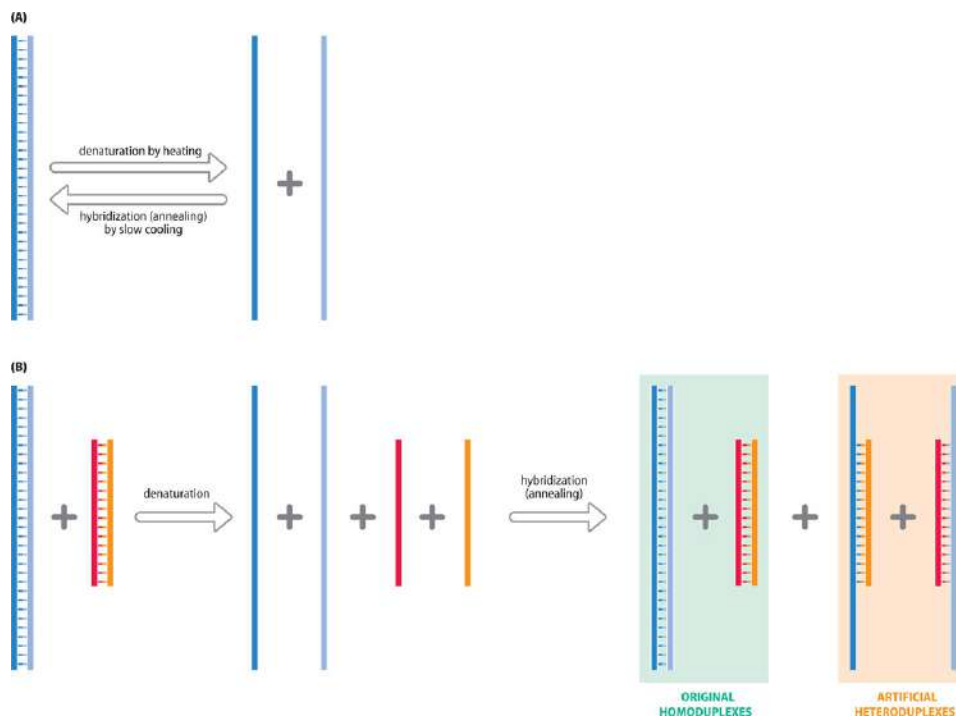 (A)
denaturation by heating
hybridization (annealing)
by slow cooling
(B)
denaturation
hybridization
(annealing)
ORIGINAL
HOMODUPLEXES
ARTIFICIAL
HETERODUPLEXES